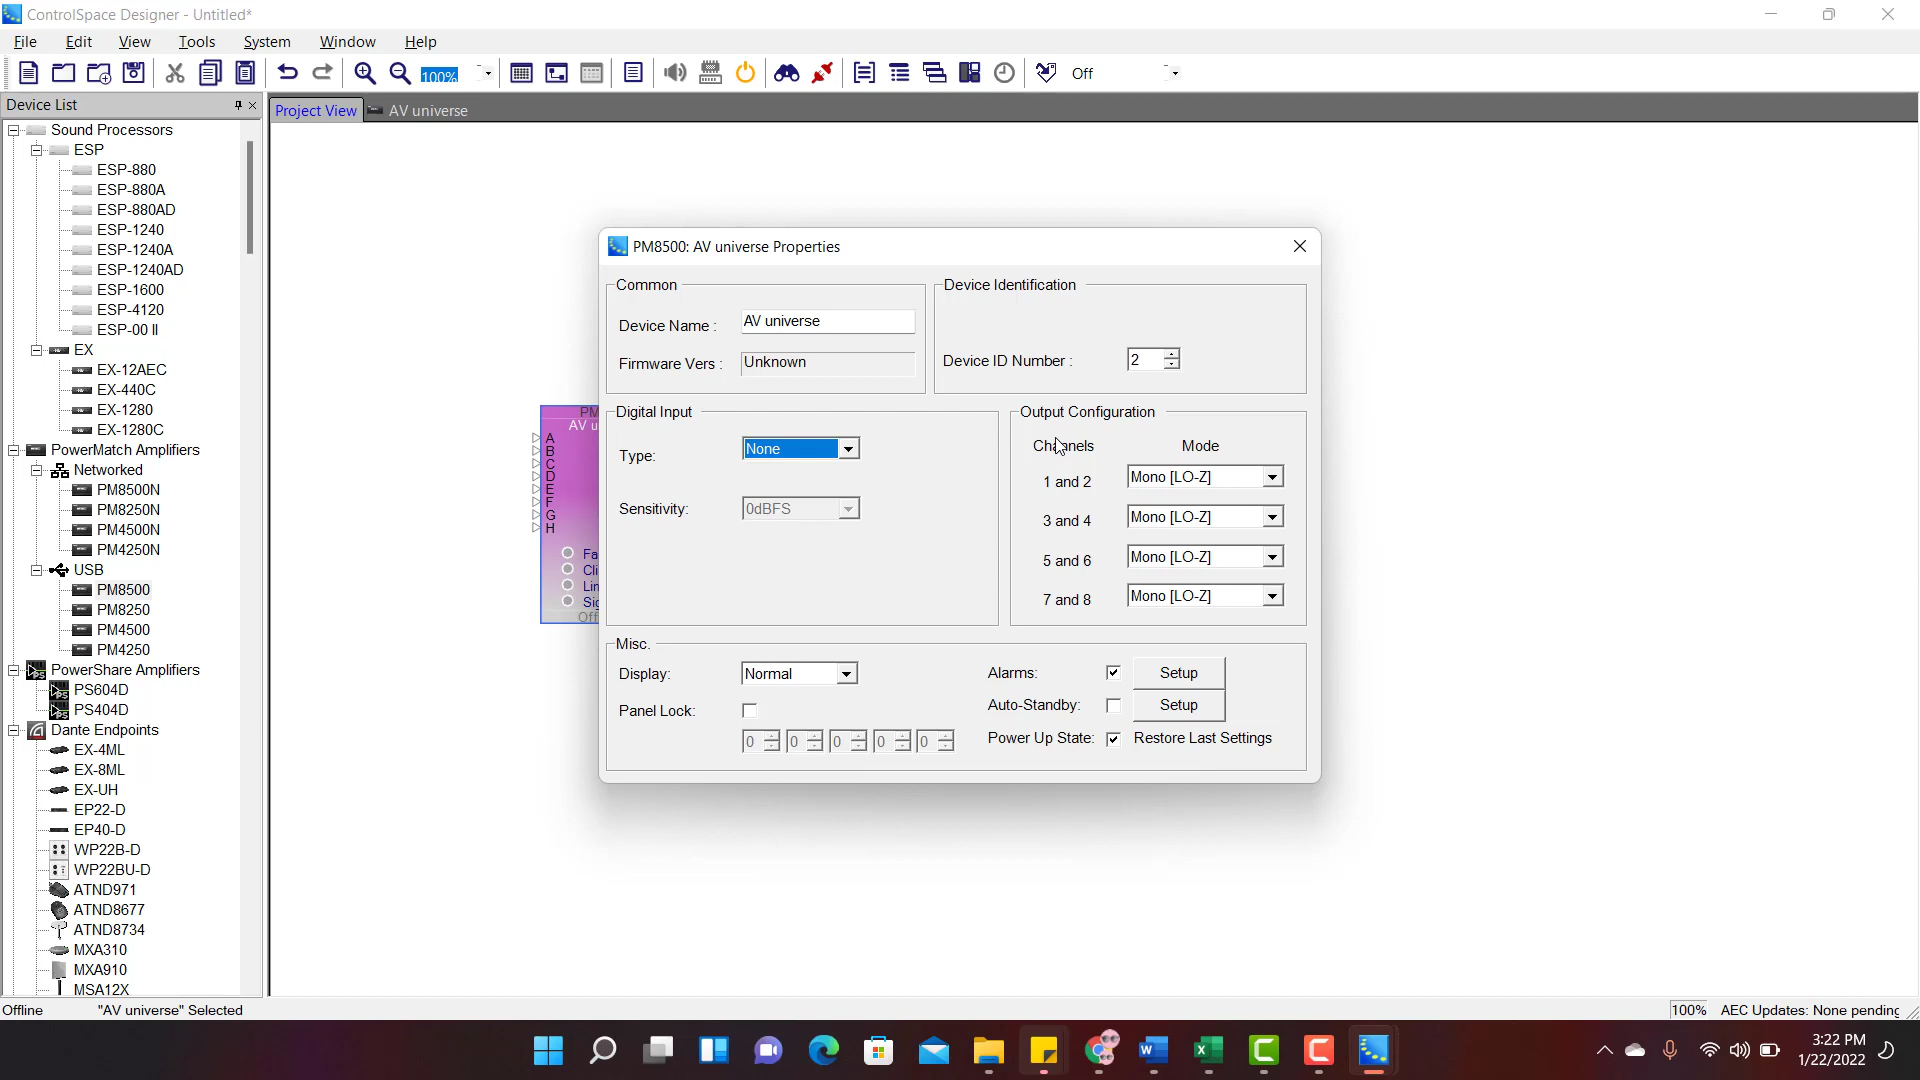 ControlSpace Designer - Untitled*
File Edit View Tools System Window Help
100% Off
Device List
Project View AV universe
Sound Processors
ESP
ESP-880
ESP-880A
ESP-880AD
ESP-1240
ESP-1240A
ESP-1240AD
ESP-1600
ESP-4120
ESP-00 II
EX
EX-12AEC
EX-440C
EX-1280
EX-1280C
PowerMatch Amplifiers
Networked
PM8500N
PM8250N
PM4500N
PM4250N
USB
PM8500
PM8250
PM4500
PM4250
PowerShare Amplifiers
PS604D
PS404D
Dante Endpoints
EX-4ML
EX-8ML
EX-UH
EP22-D
EP40-D
WP22B-D
WP22BU-D
ATND971
ATND8677
ATND8734
MXA310
MXA910
MSA12X
PM
AV u
A
B
C
D
E
F
G
H
Fa
Cli
Lin
Sig
Off
PM8500: AV universe Properties
Common
Device Name : AV universe
Firmware Vers : Unknown
Device Identification
Device ID Number : 2
Digital Input
Type: None
Sensitivity: 0dBFS
Output Configuration
Channels Mode
1 and 2 Mono [LO-Z]
3 and 4 Mono [LO-Z]
5 and 6 Mono [LO-Z]
7 and 8 Mono [LO-Z]
Misc.
Display: Normal
Panel Lock:
0 0 0 0 0
Alarms: Setup
Auto-Standby: Setup
Power Up State: Restore Last Settings
Offline "AV universe" Selected 100% AEC Updates: None pending
3:22 PM
1/22/2022